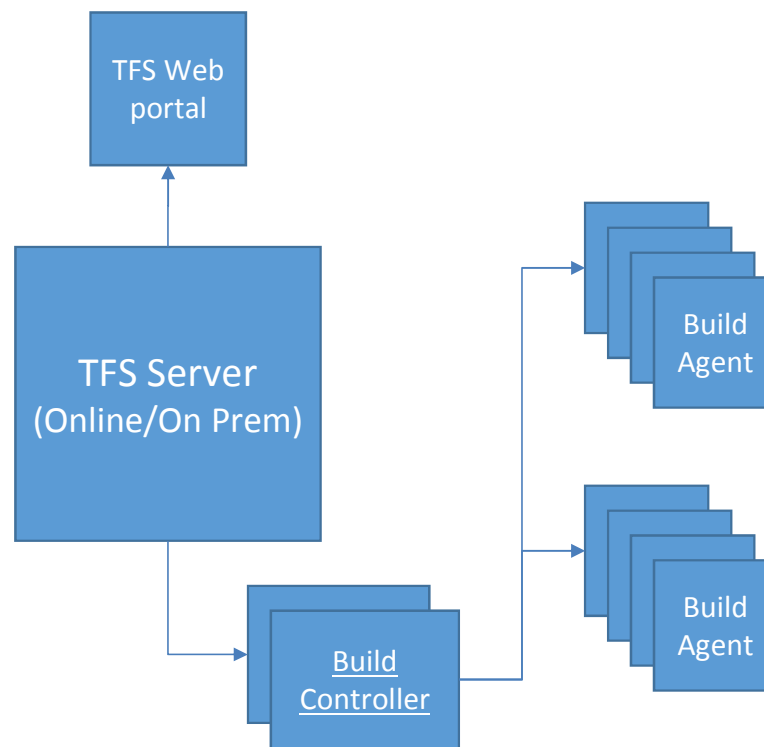 TFS Web
portal
TFS Server
(Online/On Prem)
Build
Agent
Build
Agent
Build
Controller